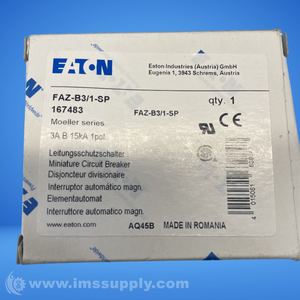 EATON
Eaton Industries (Austria) GmbH
Eugenia 1, 3943 Schrems, Austria
FAZ-B3/1-SP
167483
FAZ-B3/1-SP
qty. 1
Moeller series
3A B 15kA 1pol
Leitungsschutzschalter
Miniature Circuit Breaker
Disjoncteur divisionaire
Interruptor automático magn.
Elementautomat
Interruttore automatico magn.
www.eaton.com
AQ45B
MADE IN ROMANIA
© www.imssupply.com